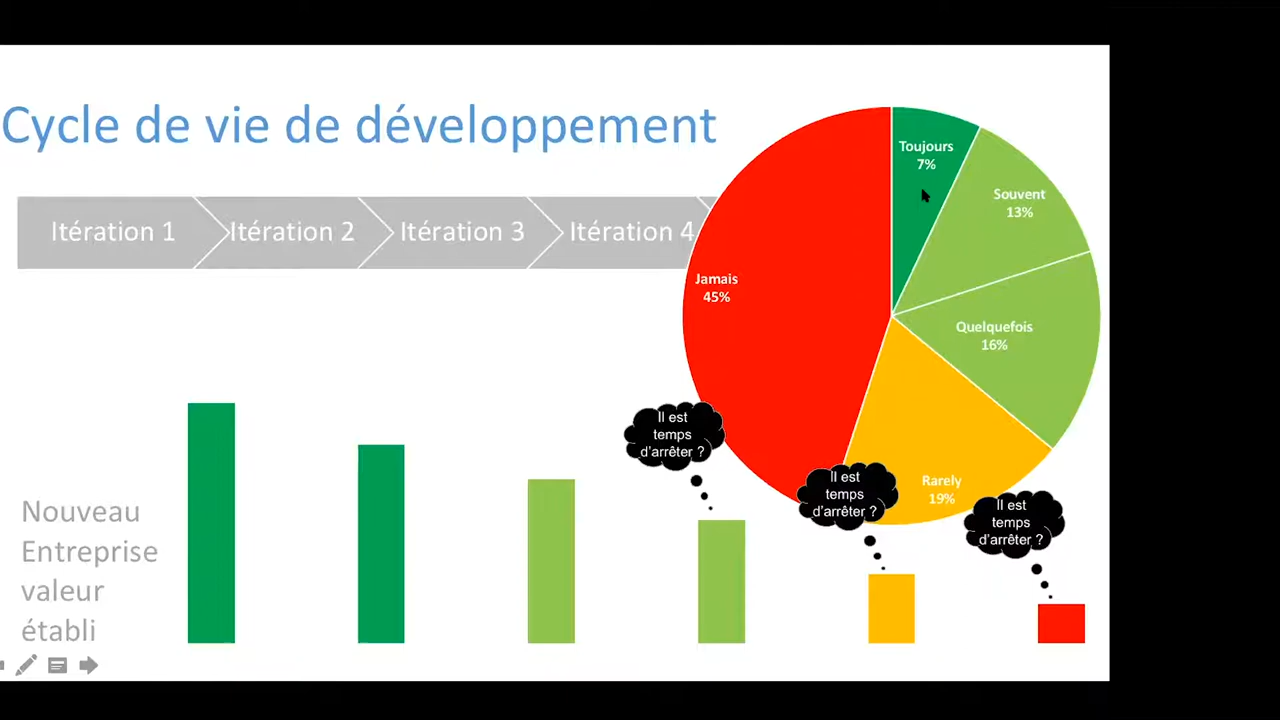 Cycle de vie de développement
Itération 1
Itération 2
Itération 3
Itération 4
Toujours
7%
Souvent
13%
Quelquefois
16%
Rarely
19%
Jamais
45%
Il est
temps
d'arrêter ?
Il est
temps
d'arrêter ?
Il est
temps
d'arrêter ?
Nouveau
Entreprise
valeur
établi